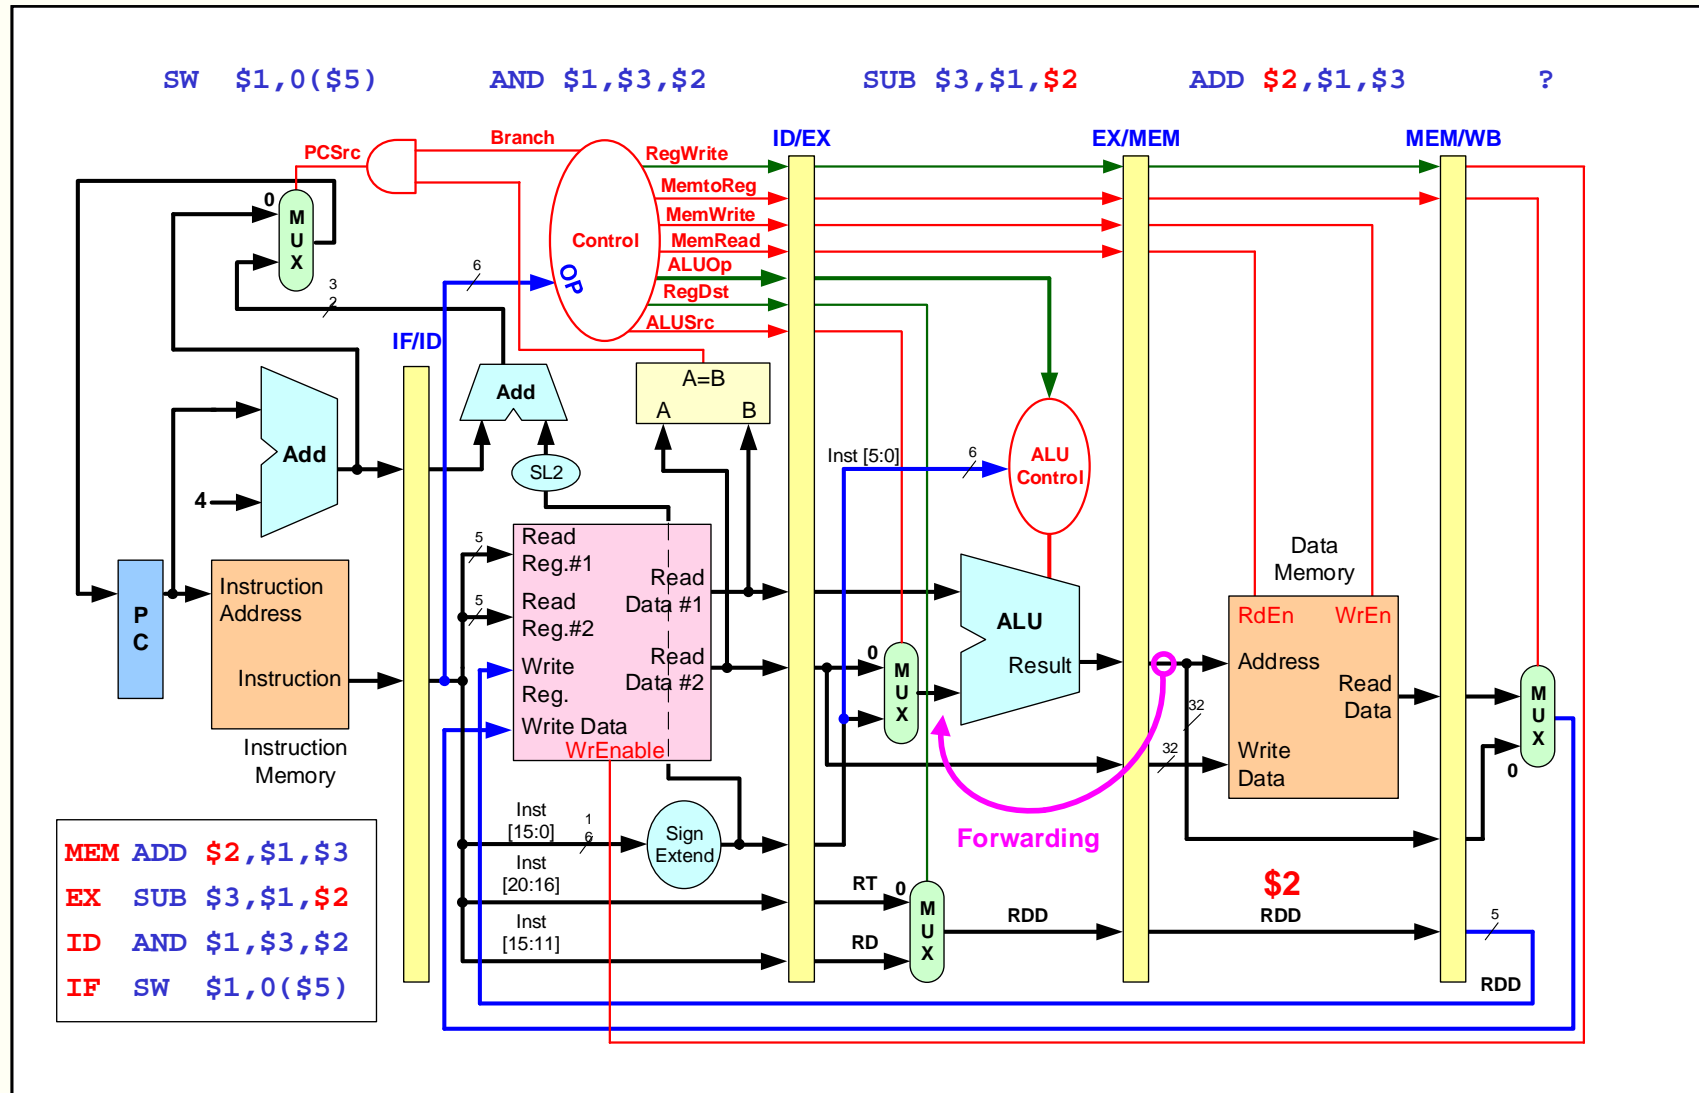 SW $1,0($5) AND $1,$3,$2 SUB $3,$1,$2 ADD $2,$1,$3 ?
ID/EX EX/MEM MEM/WB
Branch
PCSrc
RegWrite
MemtoReg
MemWrite
MemRead
ALUOp
RegDst
ALUSrc
Control
OP
0
M
U
X
6
3
2
IF/ID
Add
A=B
A B
Add
4
SL2
Inst [5:0]
6
ALU
Control
P
C
Instruction
Address
Instruction
Instruction
Memory
5
Read
Reg.#1
5
Read
Reg.#2
Write
Reg.
Write Data
WrEnable
Read
Data #1
Read
Data #2
0
M
U
X
ALU
Result
Data
Memory
RdEn WrEn
Address
Read
Data
Write
Data
32
32
M
U
X
0
Forwarding
Inst
[15:0]
1
6
Sign
Extend
Inst
[20:16]
Inst
[15:11]
RT
RD
0
M
U
X
RDD
$2
RDD
5
RDD
MEM ADD $2,$1,$3
EX SUB $3,$1,$2
ID AND $1,$3,$2
IF SW $1,0($5)